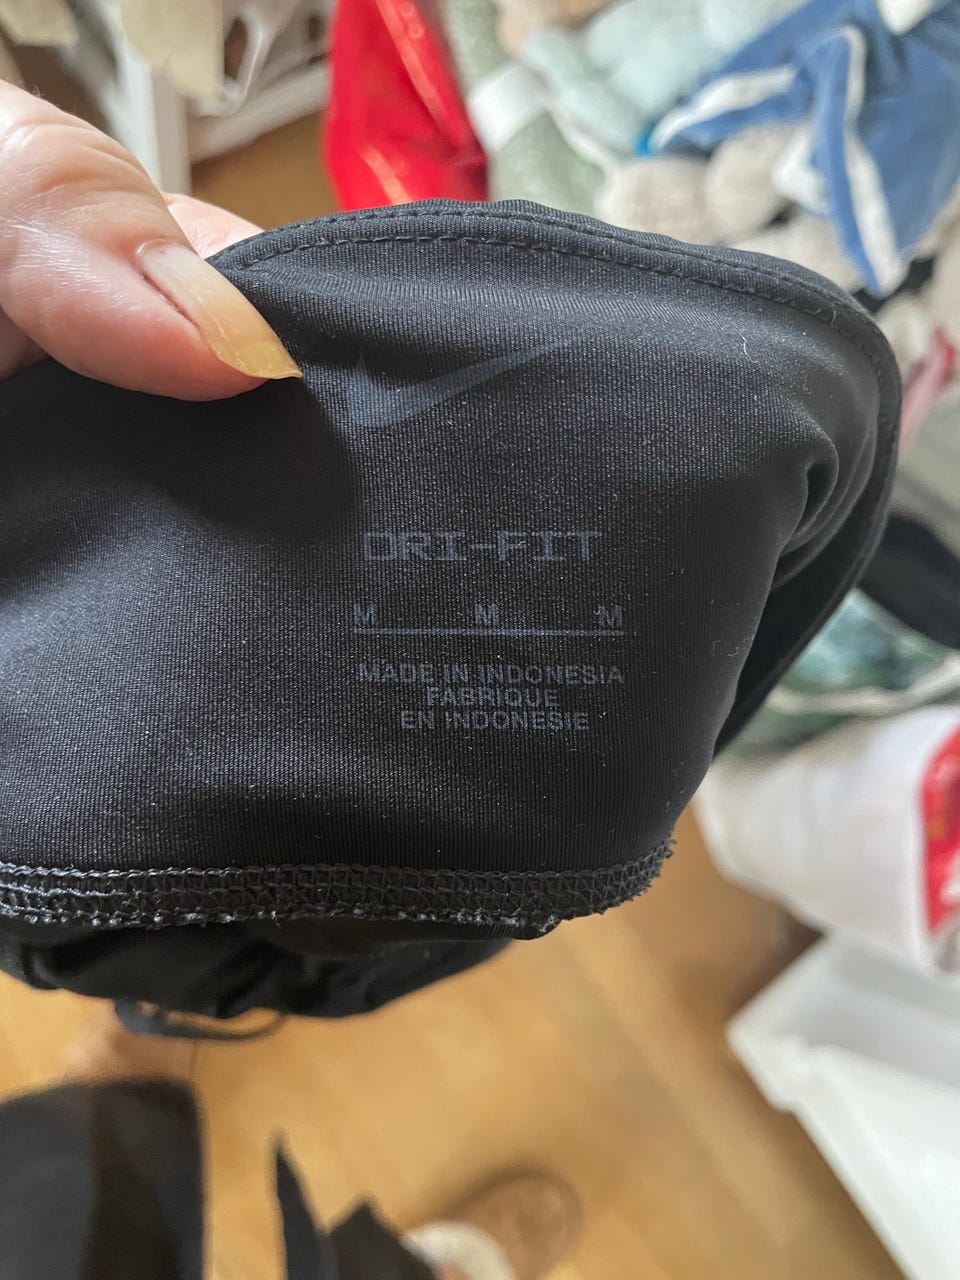 DRI-FIT
M M M
MADE IN INDONESIA
FABRIQUE
EN INDONESIE